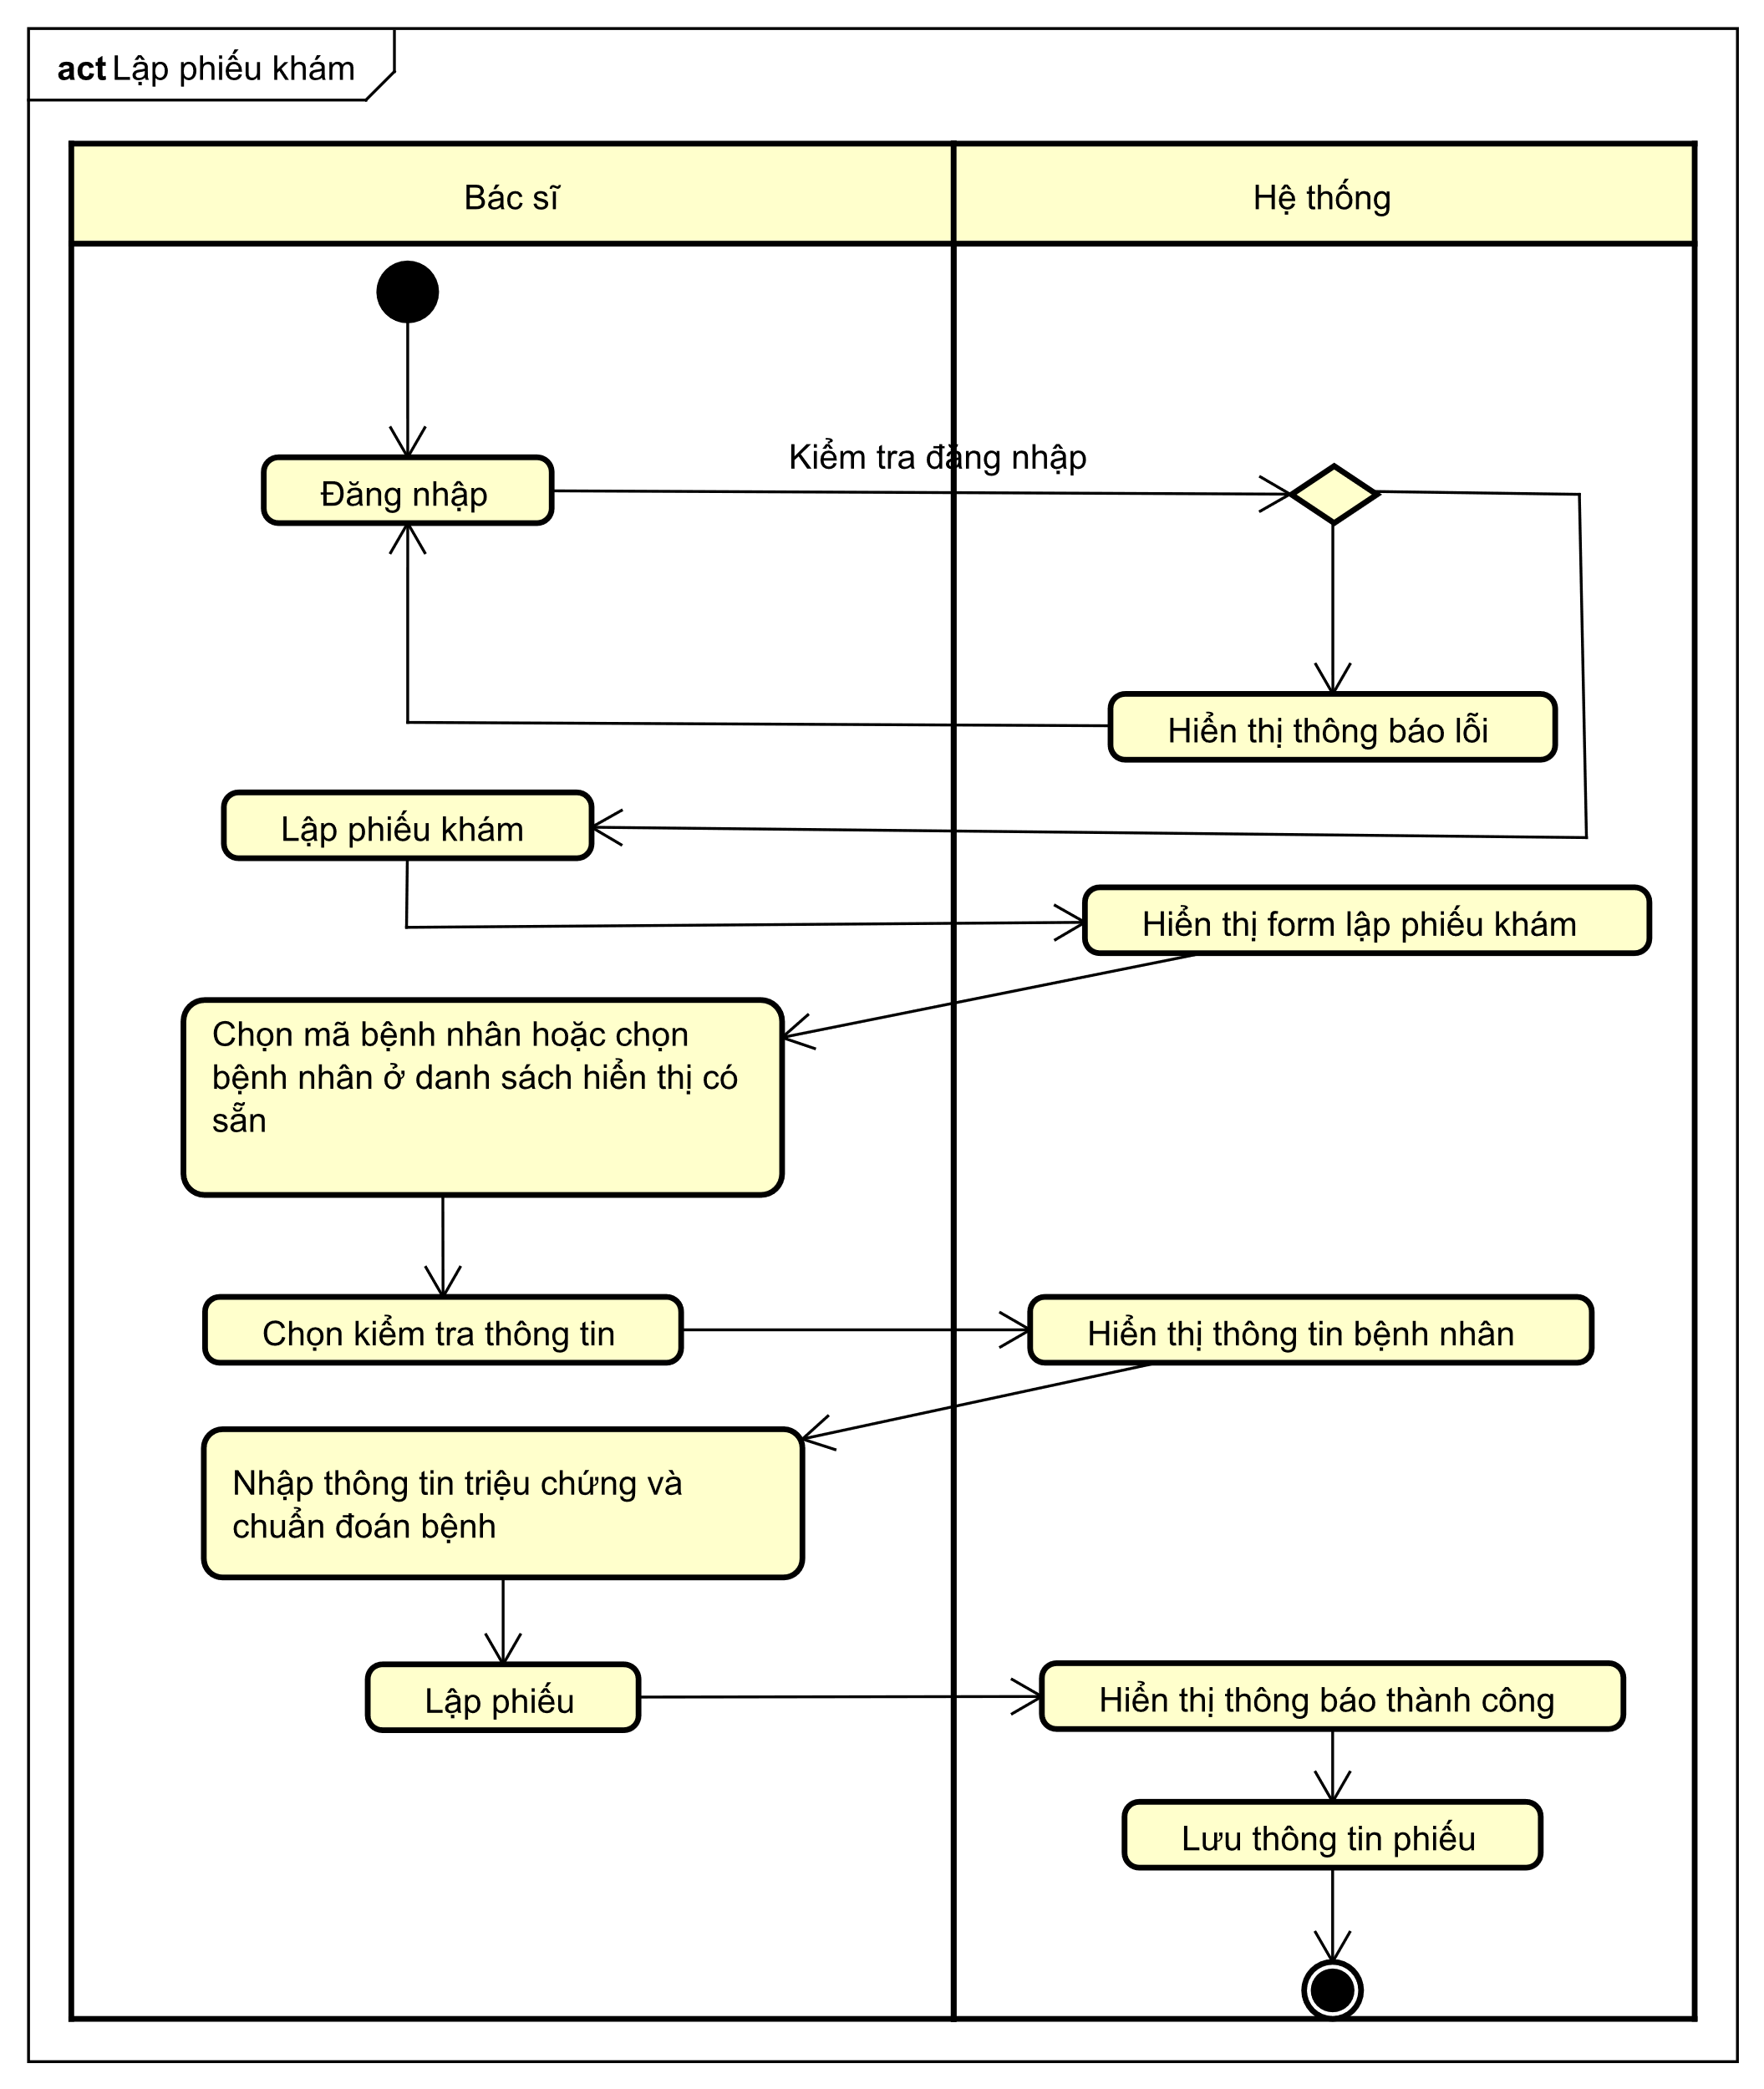 act Lập phiếu khám
Bác sĩ
Hệ thống
Kiểm tra đăng nhập
Đăng nhập
Hiển thị thông báo lỗi
Lập phiếu khám
Hiển thị form lập phiếu khám
Chọn mã bệnh nhân hoặc chọn
bệnh nhân ở danh sách hiển thị có
sẵn
Chọn kiểm tra thông tin
Hiển thị thông tin bệnh nhân
Nhập thông tin triệu chứng và
chuẩn đoán bệnh
Lập phiếu
Hiển thị thông báo thành công
Lưu thông tin phiếu